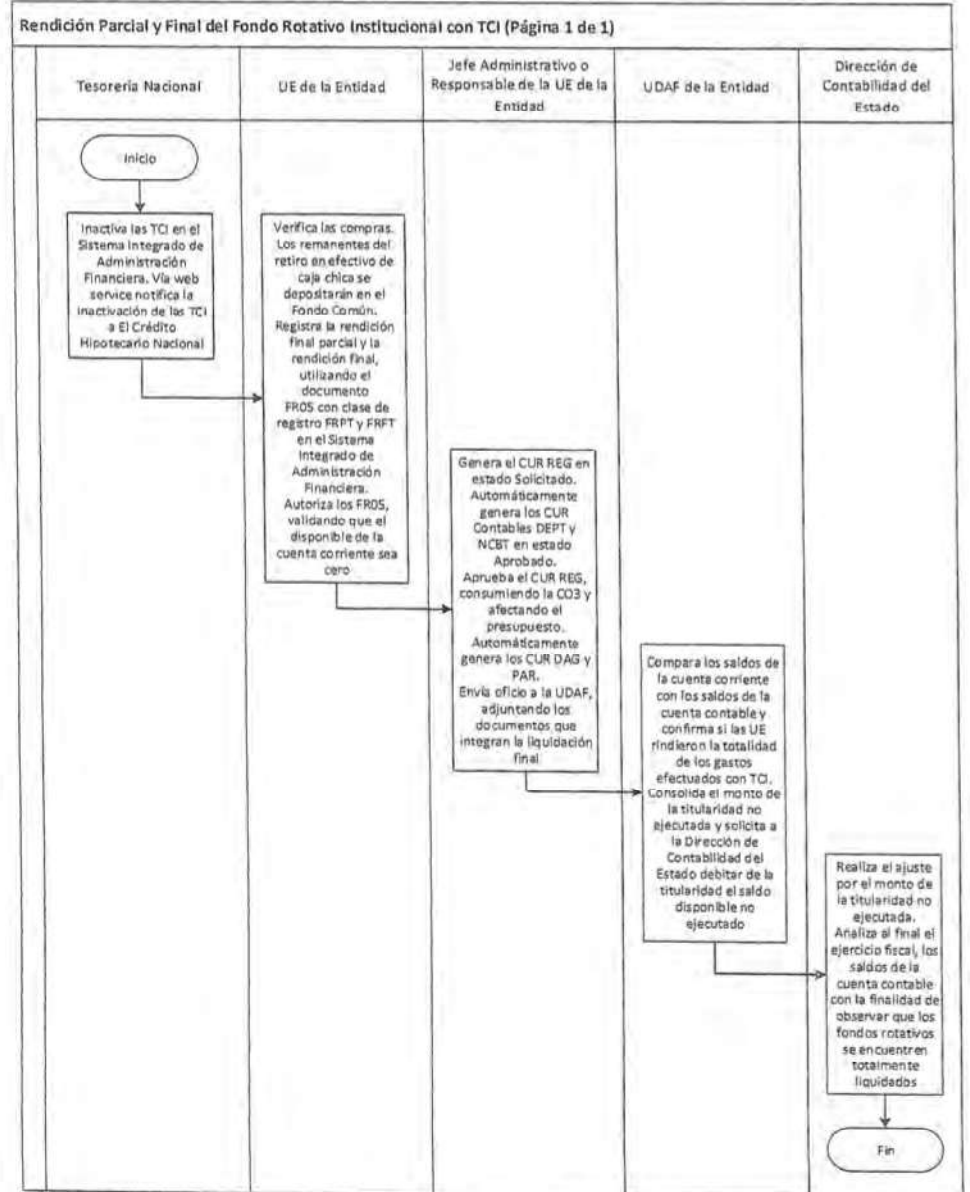 Rendición Parcial y Final del Fondo Rotativo Institucional con TCI (Página 1 de 1)
Tesorería Nacional
UE de la Entidad
Jefe Administrativo o
Responsable de la UE de la
Entidad
UDAF de la Entidad
Dirección de
Contabilidad del
Estado
Inicio
Inactiva las TCI en el
Sistema Integrado de
Administración
Financiera. Vía web
service notifica la
inactivación de las TCI
a El Crédito
Hipotecario Nacional
Verifica las compras.
Los remanentes del
retiro en efectivo de
caja chica se
depositarán en el
Fondo Común.
Registra la rendición
final parcial y la
rendición final,
utilizando el
documento
FR05 con clase de
registro FRPT y FRFT
en el Sistema
Integrado de
Administración
Financiera.
Autoriza los FR05,
validando que el
disponible de la
cuenta corriente sea
cero
Genera el CUR REG en
estado Solicitado.
Automáticamente
genera los CUR
Contables DEPT y
NCBT en estado
Aprobado.
Aprueba el CUR REG,
consumiendo la CO3 y
afectando el
presupuesto.
Automáticamente
genera los CUR DAG y
PAR.
Envía oficio a la UDAF,
adjuntando los
documentos que
integran la liquidación
final
Compara los saldos de
la cuenta corriente
con los saldos de la
cuenta contable y
confirma si las UE
rindieron la totalidad
de los gastos
efectuados con TCI.
Consolida el monto de
la titularidad no
ejecutada y solicita a
la Dirección de
Contabilidad del
Estado debitar de la
titularidad el saldo
disponible no
ejecutado
Realiza el ajuste
por el monto de
la titularidad no
ejecutada.
Analiza al final el
ejercicio fiscal, los
saldos de la
cuenta contable
con la finalidad de
observar que los
fondos rotativos
se encuentren
totalmente
liquidados
Fin